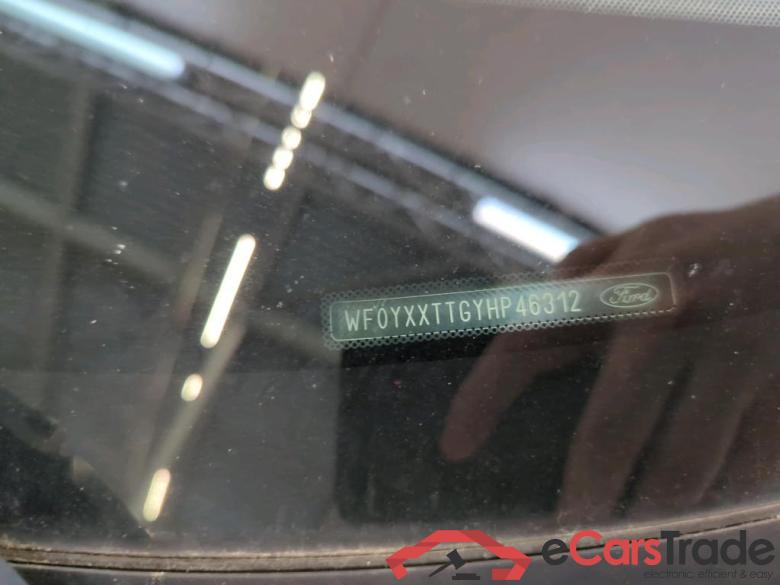 WF0YXXTTGYHP46312 Ford
eCarsTrade
electronic, efficient & easy